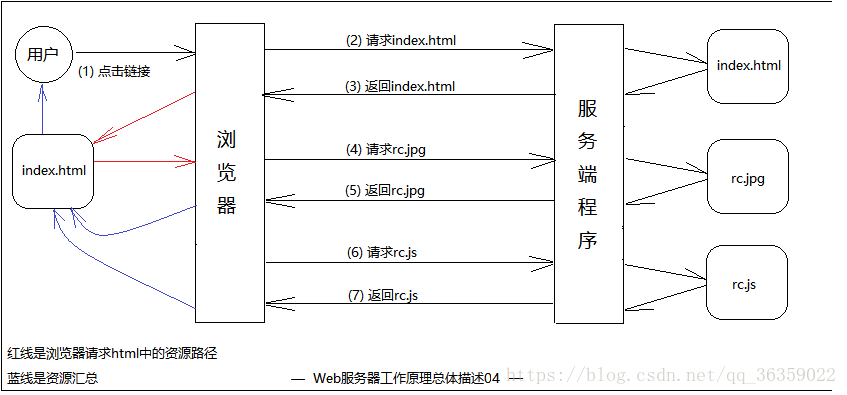 用户
(1) 点击链接
index.html
浏览器
(2) 请求index.html
(3) 返回index.html
(4) 请求rc.jpg
(5) 返回rc.jpg
(6) 请求rc.js
(7) 返回rc.js
服务端程序
index.html
rc.jpg
rc.js
红线是浏览器请求html中的资源路径
蓝线是资源汇总
— Web服务器工作原理总体描述04 —
https://blog.csdn.net/qq_36359022